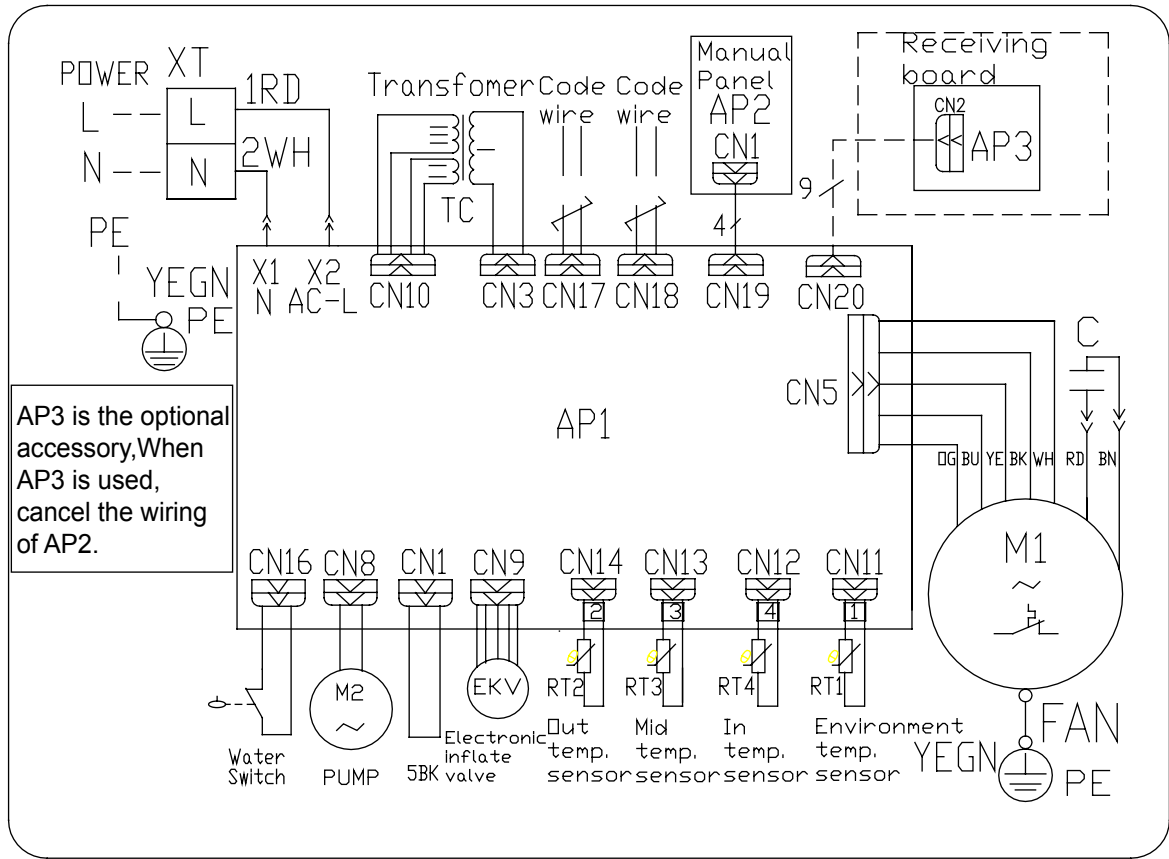 POWER
XT
L
L
N
N
1RD
2WH
PE
YEGN
PE
Transfomer
TC
Code
wire
Code
wire
Manual
Panel
AP2
CN1
4
Receiving
board
CN2
AP3
9
X1
N
X2
AC-L
CN10
CN3
CN17
CN18
CN19
CN20
CN5
AP1
C
OG BU YE BK WH RD BN
AP3 is the optional
accessory,When
AP3 is used,
cancel the wiring
of AP2.
CN16
CN8
CN1
CN9
CN14
CN13
CN12
CN11
2
3
4
1
M1
~
M2
~
EKV
RT2
RT3
RT4
RT1
Water
Switch
PUMP
5BK
Electronic
inflate
valve
Out
temp.
sensor
Mid
temp.
sensor
In
temp.
sensor
Environment
temp.
sensor
FAN
YEGN
PE